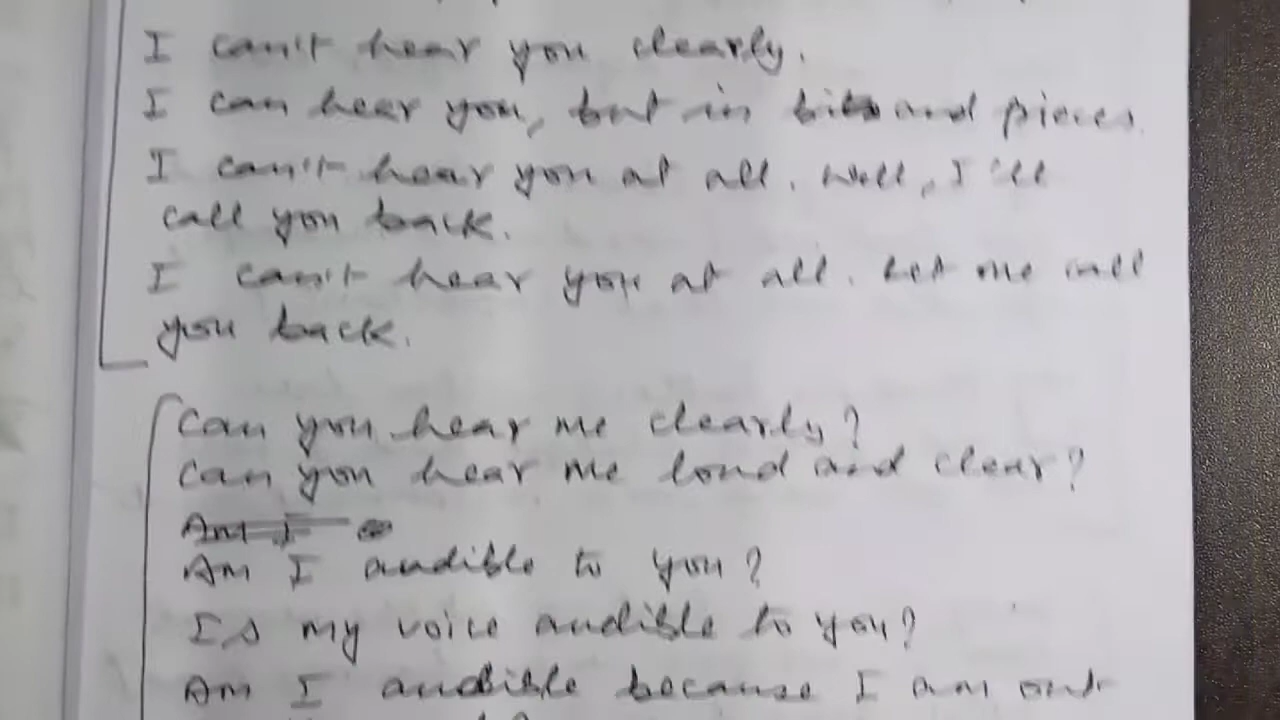 I can't hear you clearly.
I can hear you, but in bits and pieces.
I can't hear you at all. Well, I'll
call you back.
I can't hear you at all. Let me call
you back.
Can you hear me clearly?
Can you hear me loud and clear?
Am I
Am I audible to you?
Is my voice audible to you?
Am I audible because I am out